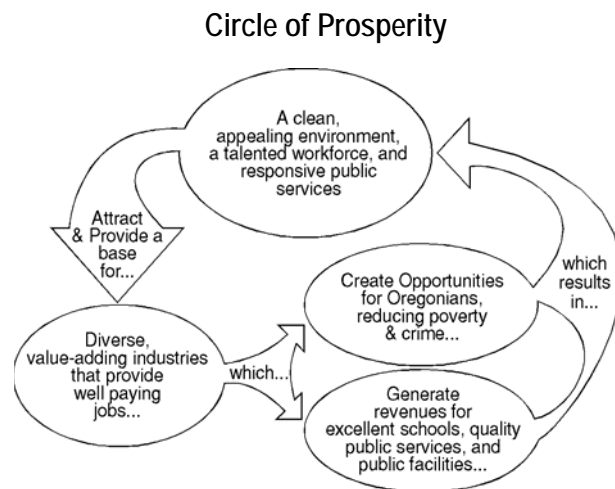 Circle of Prosperity
A clean,
appealing environment,
a talented workforce, and
responsive public
services
Attract
& Provide a
base
for...
Diverse,
value-adding industries
that provide
well paying
jobs...
which...
Create Opportunities
for Oregonians,
reducing poverty
& crime...
Generate
revenues for
excellent schools, quality
public services, and
public facilities...
which
results
in...